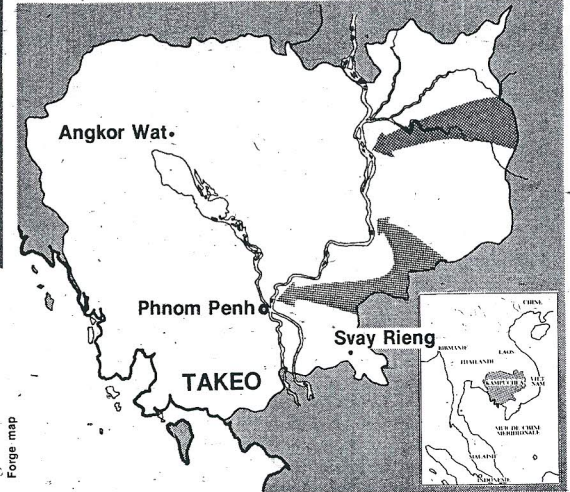 Angkor Wat
Phnom Penh
Svay Rieng
TAKEO
Forge map
CHINE
BIRMANIE
LAOS
THAILANDE
VIET
NAM
KAMPUCHEA
MER DE CHINE
MERIDIONALE
MALAISIE
INDONESIE